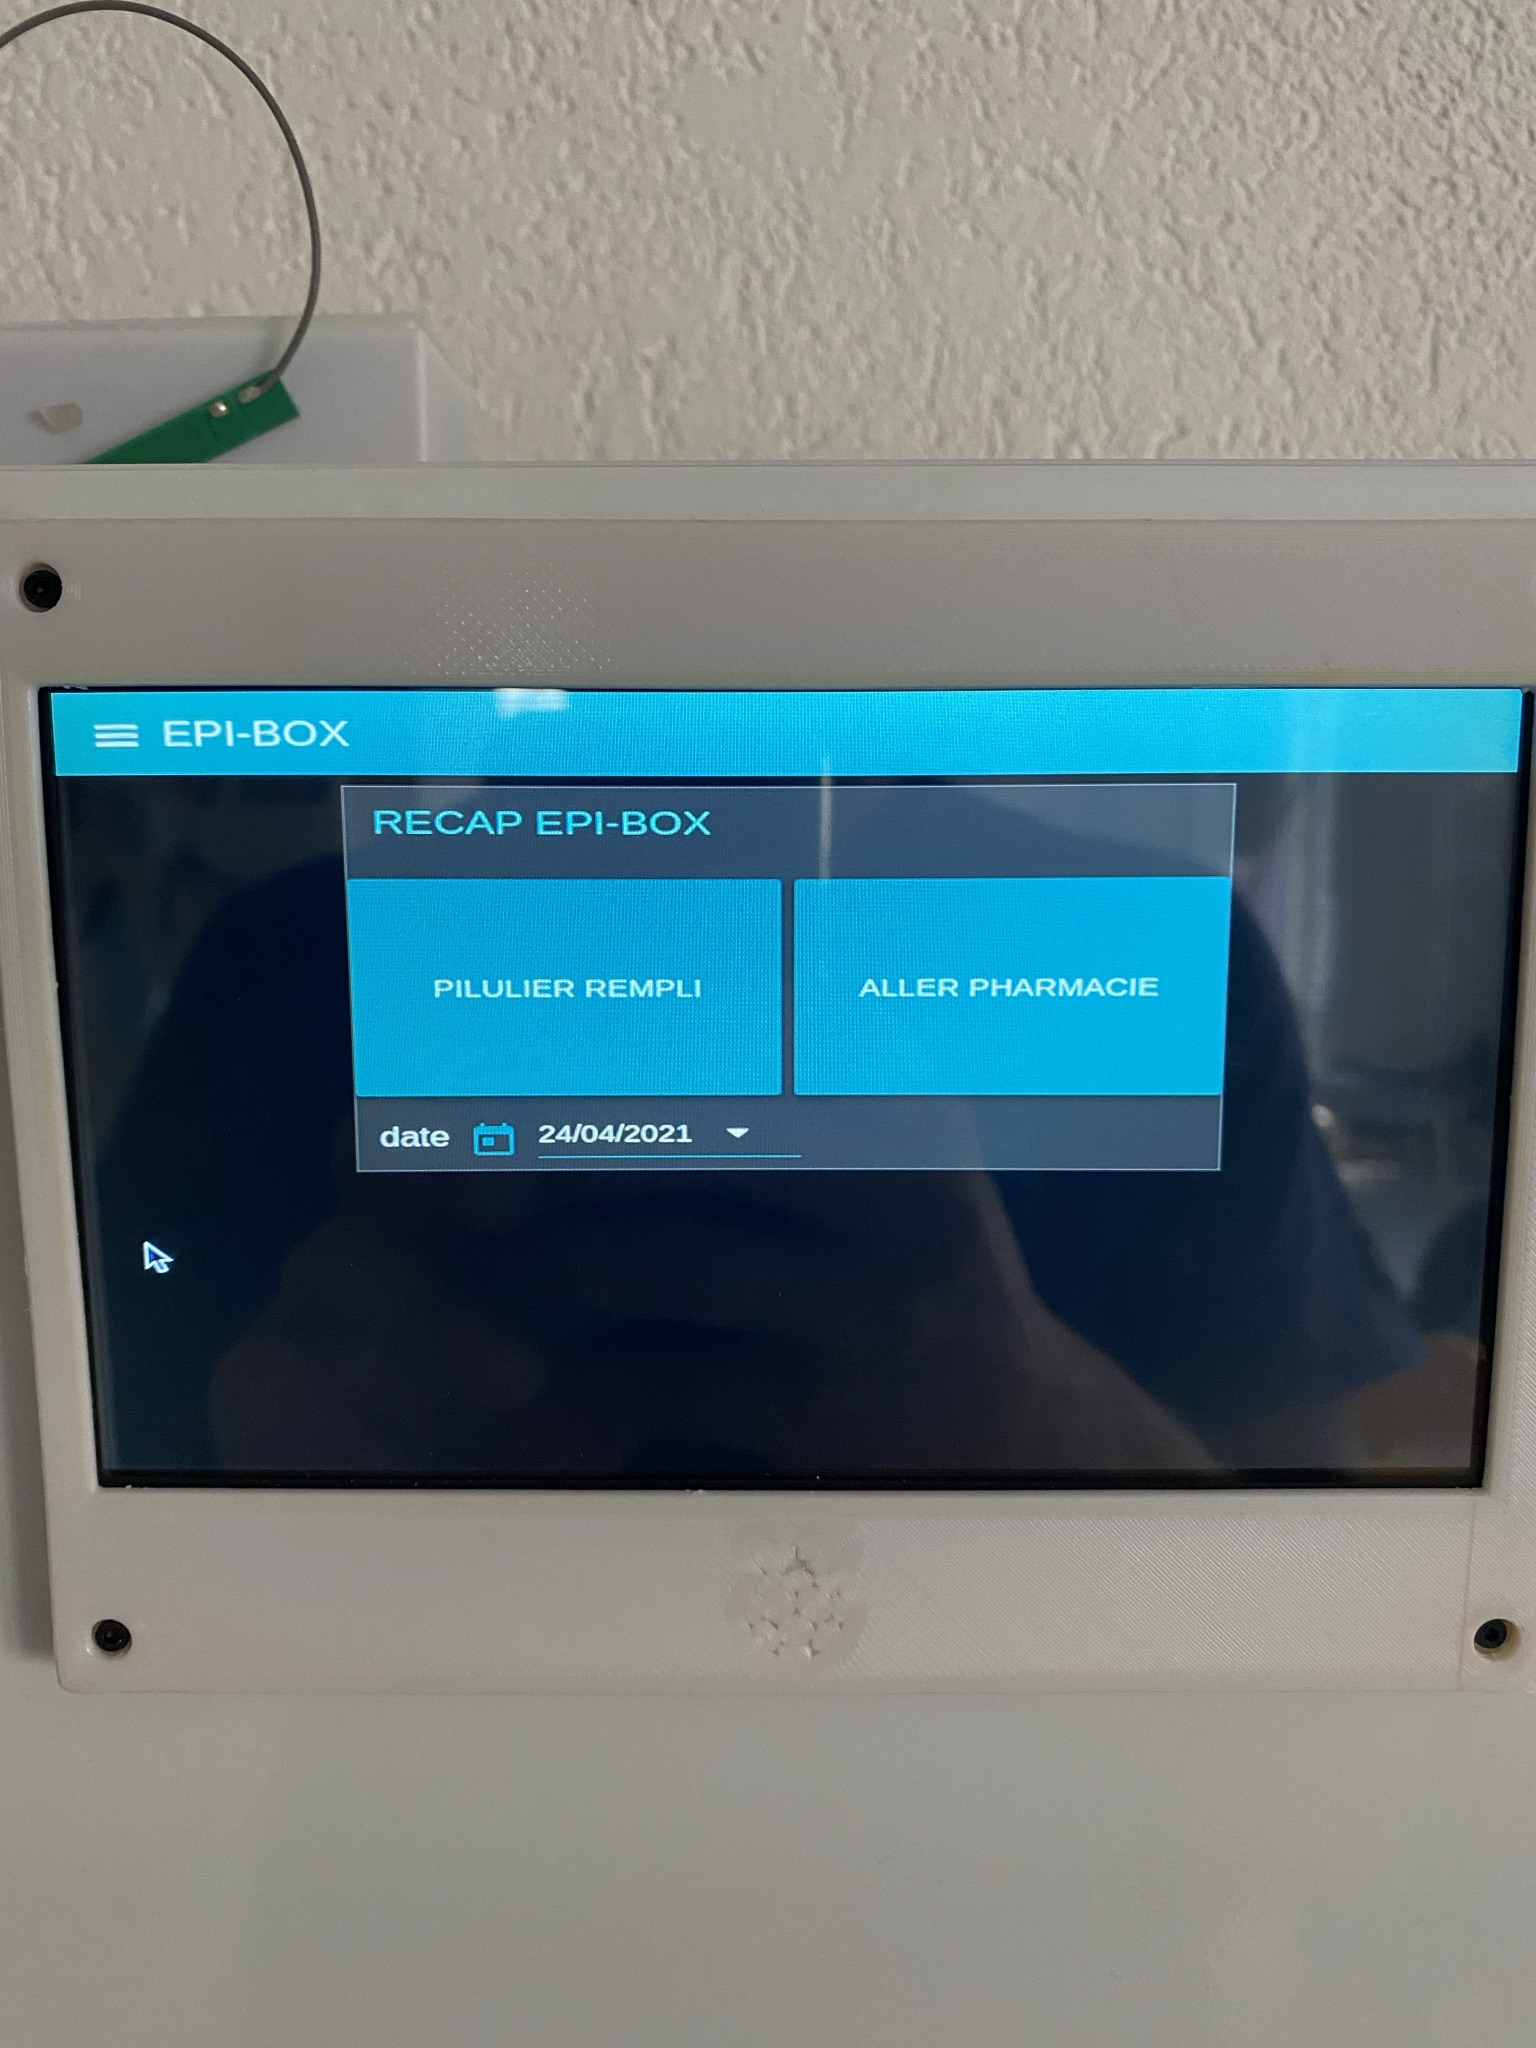 EPI-BOX
RECAP EPI-BOX
PILULIER REMPLI
ALLER PHARMACIE
date 24/04/2021